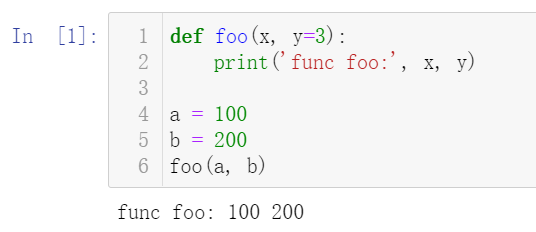 In [1]:
1 def foo(x, y=3):
2     print('func foo:', x, y)
3
4 a = 100
5 b = 200
6 foo(a, b)
func foo: 100 200